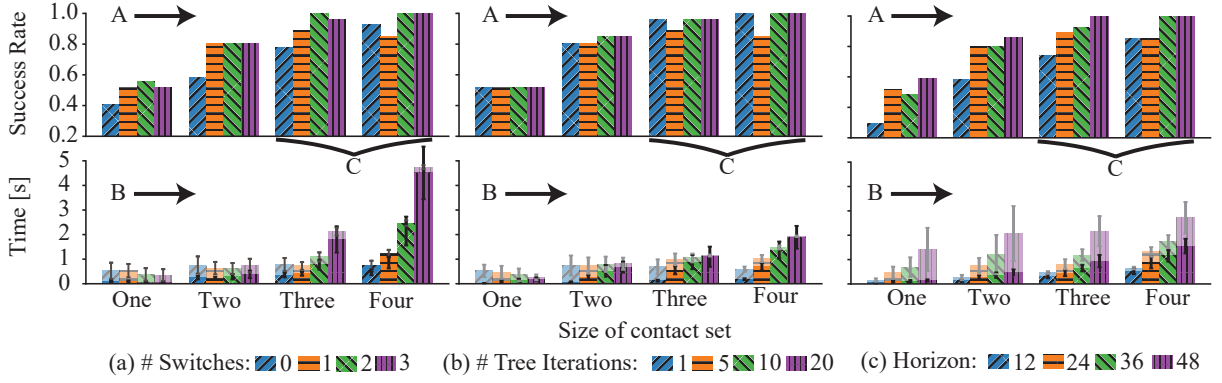 Success Rate
1.0
0.8
0.6
0.4
0.2
A
A
A
C
C
C
Time [s]
5
4
3
2
1
0
B
B
B
One Two Three Four
One Two Three Four
One Two Three Four
Size of contact set
(a) # Switches: 0 1 2 3
(b) # Tree Iterations: 1 5 10 20
(c) Horizon: 12 24 36 48